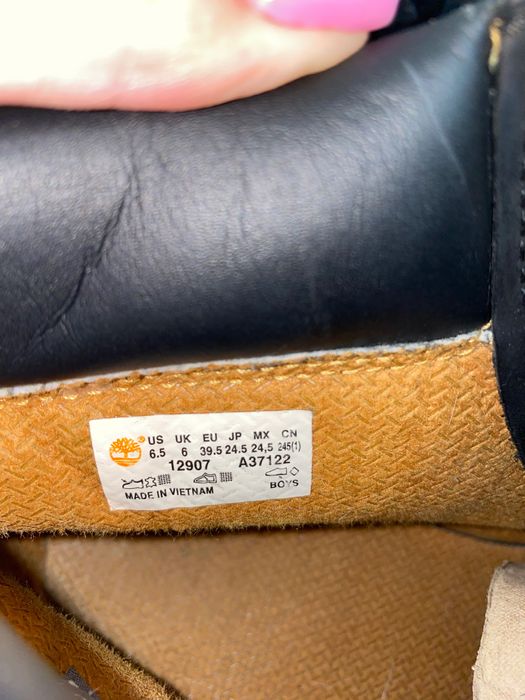 US UK EU JP MX CN
6.5 6 39.5 24.5 24,5 245(1)
12907 A37122
MADE IN VIETNAM BOYS